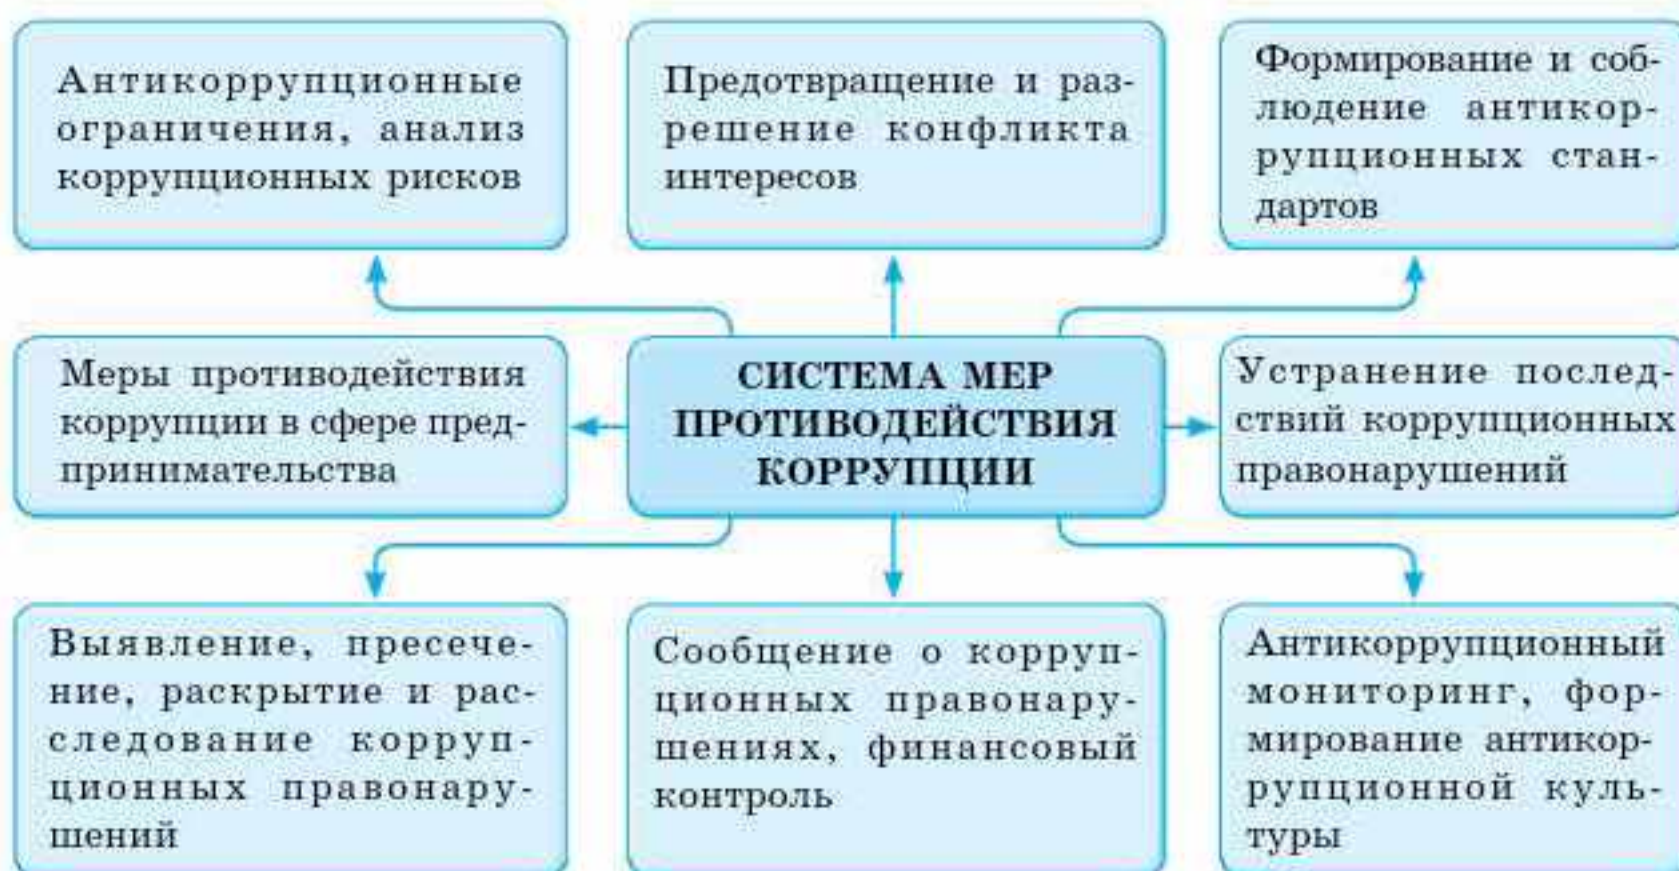 Антикоррупционные
ограничения, анализ
коррупционных рисков
Предотвращение и раз-
решение конфликта
интересов
Формирование и соб-
людение антикор-
рупционных стан-
дартов
Меры противодействия
коррупции в сфере пред-
принимательства
СИСТЕМА МЕР
ПРОТИВОДЕЙСТВИЯ
КОРРУПЦИИ
Устранение послед-
ствий коррупционных
правонарушений
Выявление, пресече-
ние, раскрытие и рас-
следование корруп-
ционных правонару-
шений
Сообщение о корруп-
ционных правонару-
шениях, финансовый
контроль
Антикоррупционный
мониторинг, фор-
мирование антикор-
рупционной куль-
туры